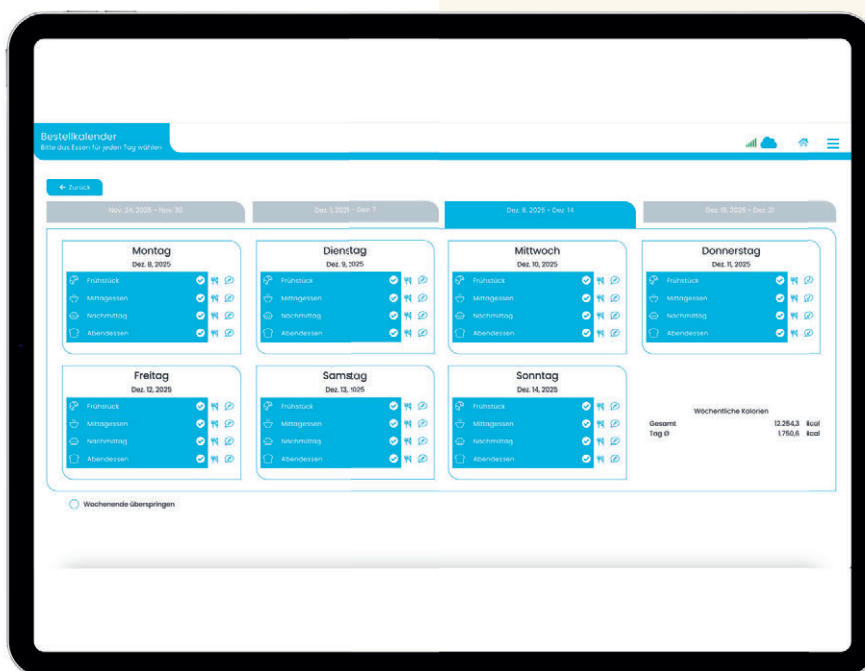 Bestellkalender
Bitte das Essen für jeden Tag wählen
← Zurück
Nov. 24, 2025 - Nov. 30
Dez. 1, 2025 - Dez. 7
Dez. 8, 2025 - Dez. 14
Dez. 15, 2025 - Dez. 21
Montag
Dez. 8, 2025
Frühstück
Mittagessen
Nachmittag
Abendessen
Dienstag
Dez. 9, 2025
Frühstück
Mittagessen
Nachmittag
Abendessen
Mittwoch
Dez. 10, 2025
Frühstück
Mittagessen
Nachmittag
Abendessen
Donnerstag
Dez. 11, 2025
Frühstück
Mittagessen
Nachmittag
Abendessen
Freitag
Dez. 12, 2025
Frühstück
Mittagessen
Nachmittag
Abendessen
Samstag
Dez. 13, 2025
Frühstück
Mittagessen
Nachmittag
Abendessen
Sonntag
Dez. 14, 2025
Frühstück
Mittagessen
Nachmittag
Abendessen
Wöchentliche Kalorien
Gesamt 12.254,3 kcal
Tag Ø 1.750,6 kcal
Wochenende überspringen